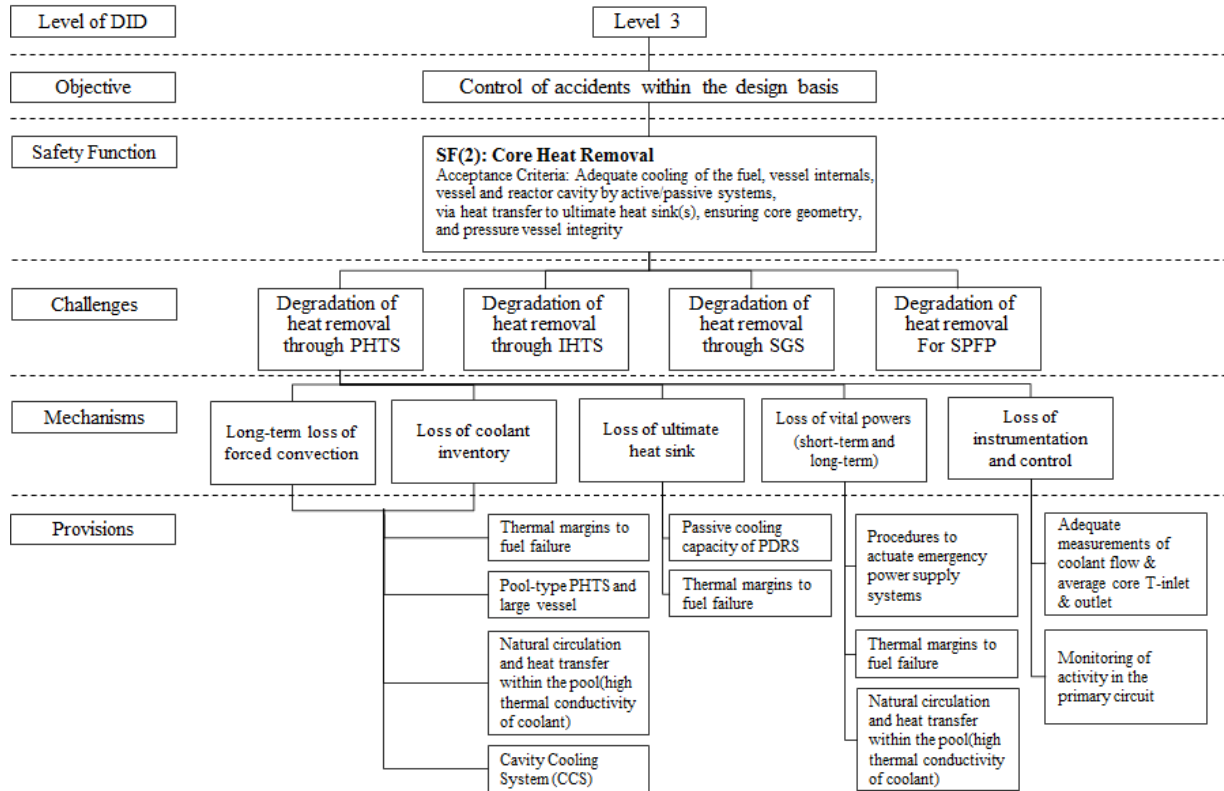 Level of DID
Level 3
Objective
Control of accidents within the design basis
Safety Function
SF(2): Core Heat Removal
Acceptance Criteria: Adequate cooling of the fuel, vessel internals,
vessel and reactor cavity by active/passive systems,
via heat transfer to ultimate heat sink(s), ensuring core geometry,
and pressure vessel integrity
Challenges
Degradation of
heat removal
through PHTS
Degradation of
heat removal
through IHTS
Degradation of
heat removal
through SGS
Degradation of
heat removal
For SPFP
Mechanisms
Long-term loss of
forced convection
Loss of coolant
inventory
Loss of ultimate
heat sink
Loss of vital powers
(short-term and
long-term)
Loss of
instrumentation
and control
Provisions
Thermal margins to
fuel failure
Pool-type PHTS and
large vessel
Natural circulation
and heat transfer
within the pool(high
thermal conductivity
of coolant)
Cavity Cooling
System (CCS)
Passive cooling
capacity of PDRS
Thermal margins
to fuel failure
Procedures to
actuate emergency
power supply
systems
Thermal margins to
fuel failure
Natural circulation
and heat transfer
within the pool(high
thermal conductivity
of coolant)
Adequate
measurements of
coolant flow &
average core T-inlet
& outlet
Monitoring of
activity in the
primary circuit